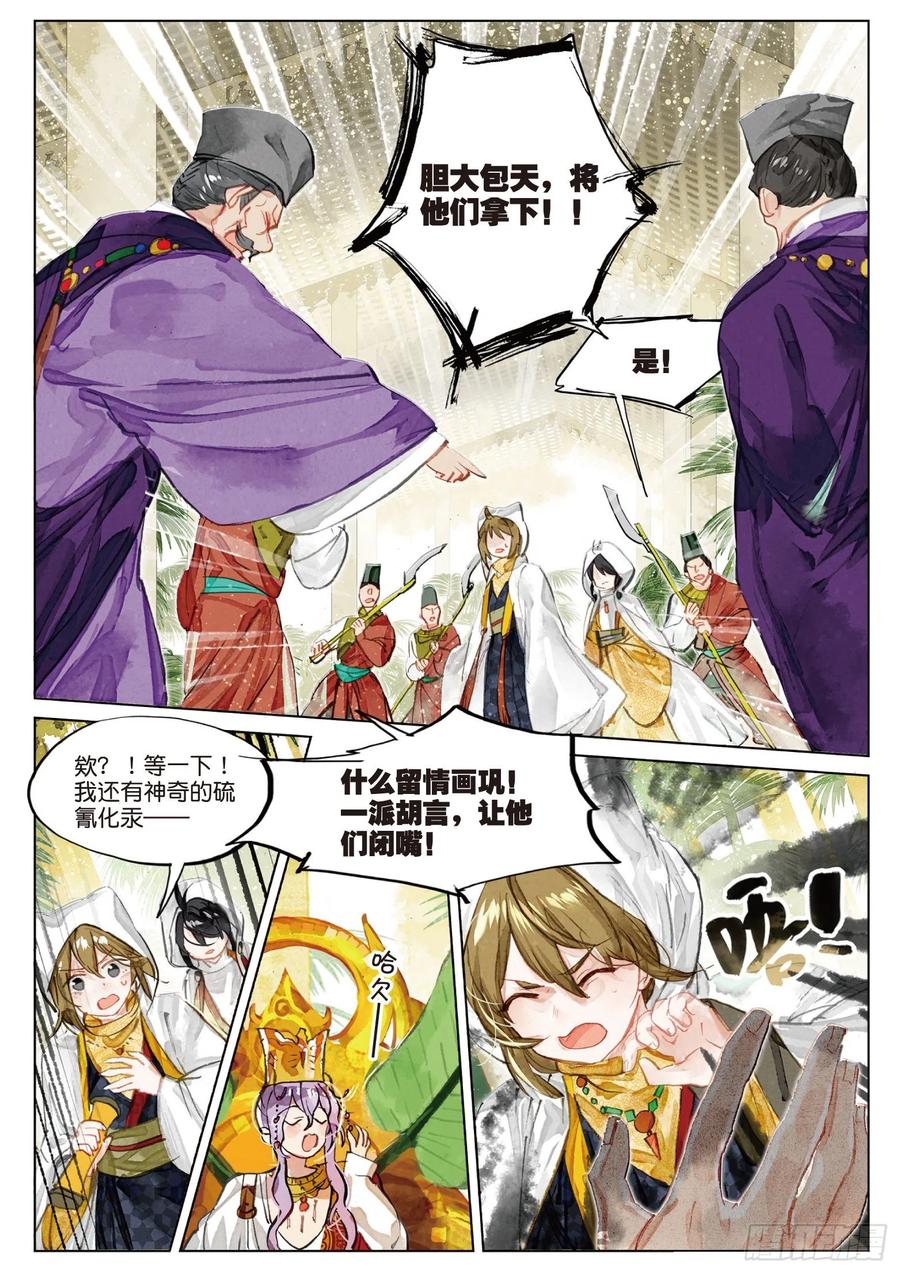 胆大包天，将
他们拿下！！
是！
欸？！等一下！
我还有神奇的硫
氰化汞——
什么留情画巩！
一派胡言，让他
们闭嘴！
哈
欠
——